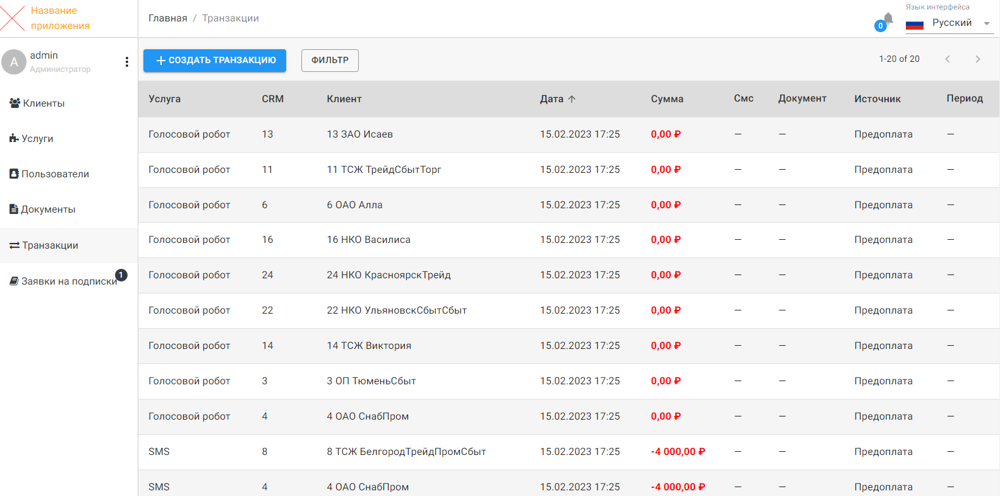 Название
приложения
Главная / Транзакции
0
Язык интерфейса
Русский
A
admin
Администратор
Клиенты
Услуги
Пользователи
Документы
Транзакции
Заявки на подписки 1
СОЗДАТЬ ТРАНЗАКЦИЮ ФИЛЬТР 1-20 of 20
Услуга CRM Клиент Дата Сумма Смс Документ Источник Период
Голосовой робот 13 13 ЗАО Исаев 15.02.2023 17:25 0,00 ₽ — — Предоплата —
Голосовой робот 11 11 ТСЖ ТрейдСбытТорг 15.02.2023 17:25 0,00 ₽ — — Предоплата —
Голосовой робот 6 6 ОАО Алла 15.02.2023 17:25 0,00 ₽ — — Предоплата —
Голосовой робот 16 16 НКО Василиса 15.02.2023 17:25 0,00 ₽ — — Предоплата —
Голосовой робот 24 24 НКО КрасноярскТрейд 15.02.2023 17:25 0,00 ₽ — — Предоплата —
Голосовой робот 22 22 НКО УльяновскСбытСбыт 15.02.2023 17:25 0,00 ₽ — — Предоплата —
Голосовой робот 14 14 ТСЖ Виктория 15.02.2023 17:25 0,00 ₽ — — Предоплата —
Голосовой робот 3 3 ОП ТюменьСбыт 15.02.2023 17:25 0,00 ₽ — — Предоплата —
Голосовой робот 4 4 ОАО СнабПром 15.02.2023 17:25 0,00 ₽ — — Предоплата —
SMS 8 8 ТСЖ БелгородТрейдПромСбыт 15.02.2023 17:25 -4 000,00 ₽ — — Предоплата —
SMS 4 4 ОАО СнабПром 15.02.2023 17:25 -4 000,00 ₽ — — Предоплата —